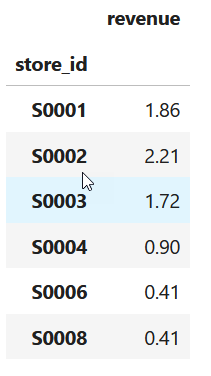 revenue
store_id
S0001 1.86
S0002 2.21
S0003 1.72
S0004 0.90
S0006 0.41
S0008 0.41